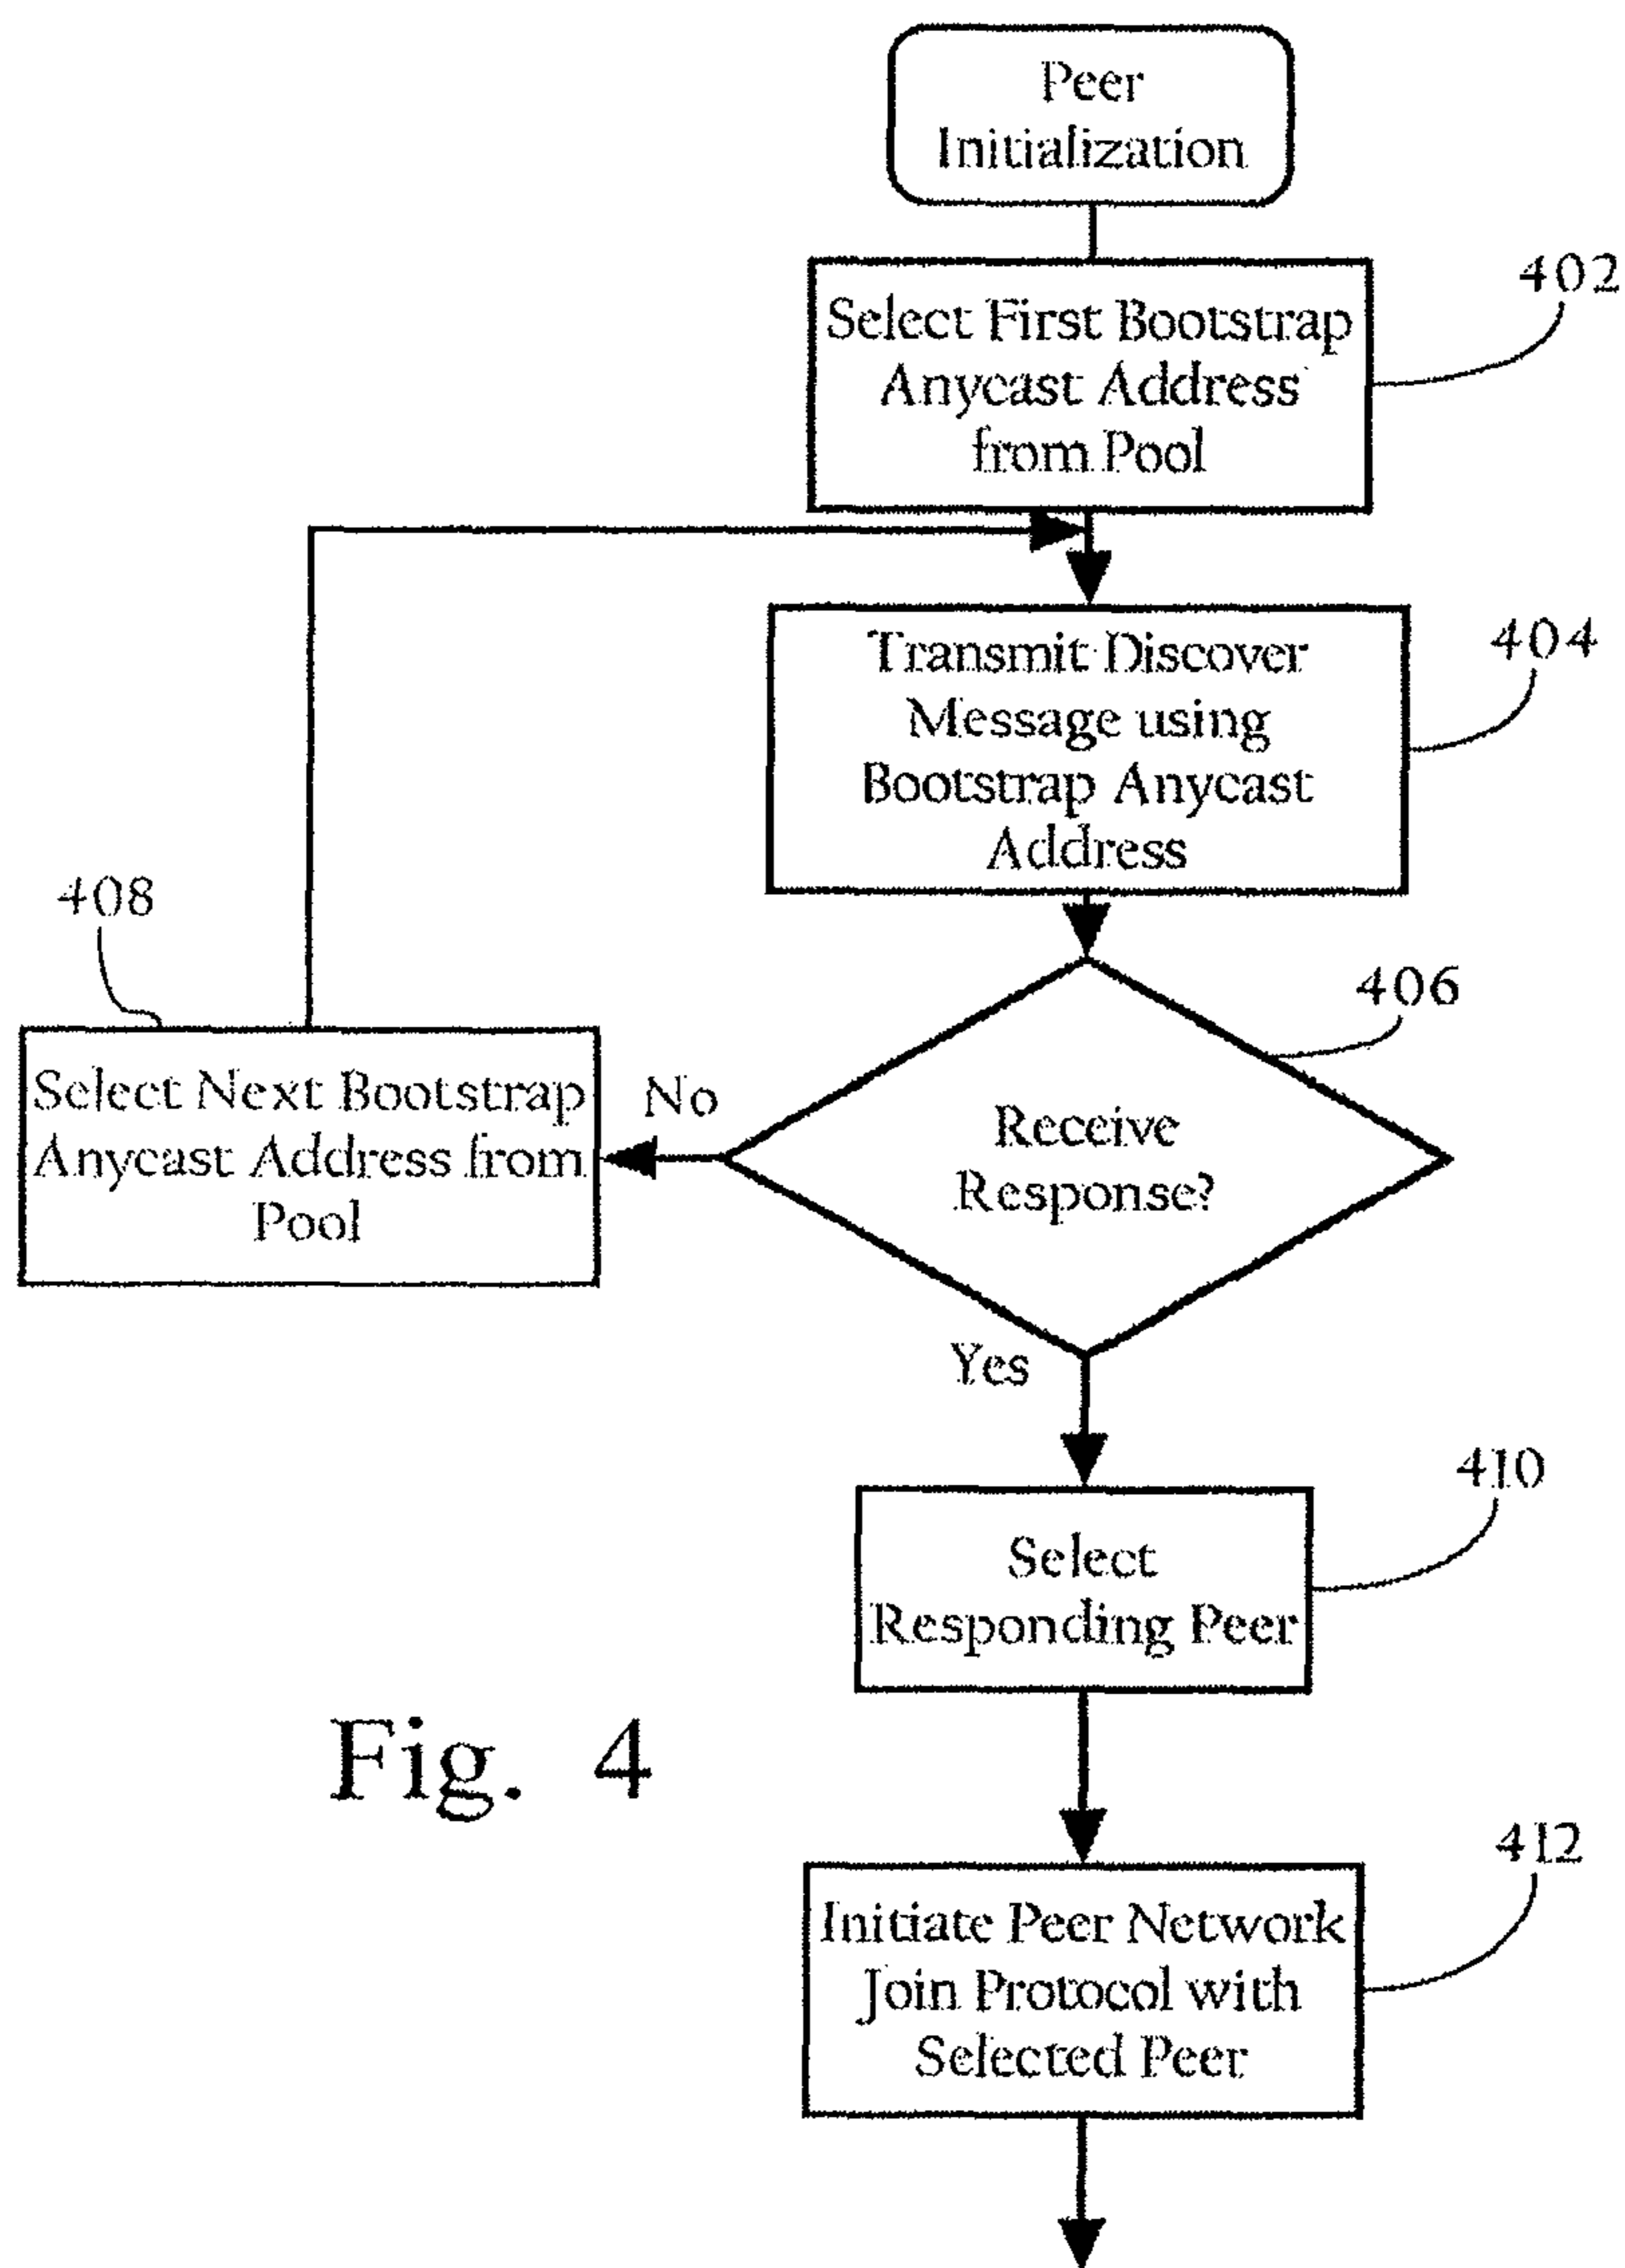 Peer
Initialization
402
Select First Bootstrap
Anycast Address
from Pool
404
Transmit Discover
Message using
Bootstrap Anycast
Address
408
406
Select Next Bootstrap
Anycast Address from
Pool
No
Receive
Response?
Yes
410
Select
Responding Peer
Fig. 4
412
Initiate Peer Network
Join Protocol with
Selected Peer